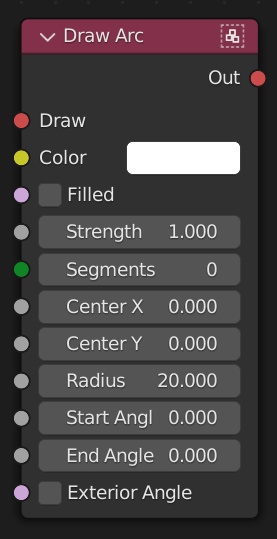 Draw Arc
Out
Draw
Color
Filled
Strength 1.000
Segments 0
Center X 0.000
Center Y 0.000
Radius 20.000
Start Angl 0.000
End Angle 0.000
Exterior Angle